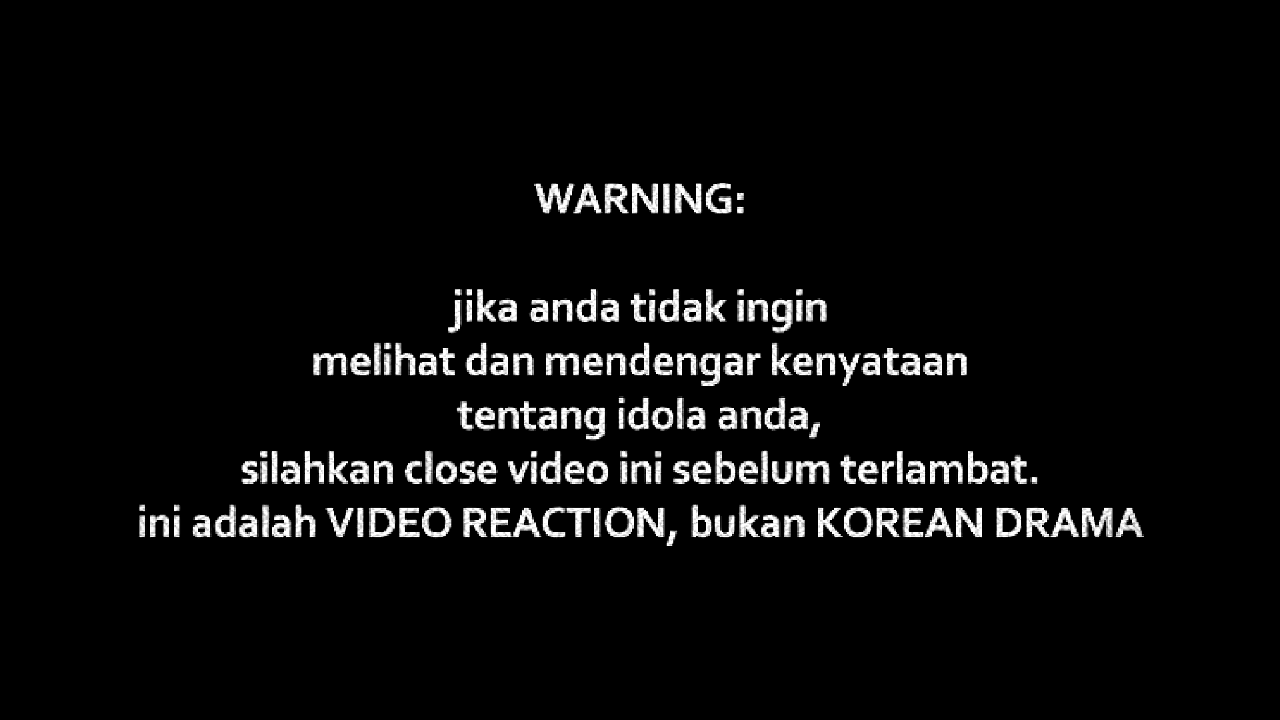 WARNING:
jika anda tidak ingin
melihat dan mendengar kenyataan
tentang idola anda,
silahkan close video ini sebelum terlambat.
ini adalah VIDEO REACTION, bukan KOREAN DRAMA